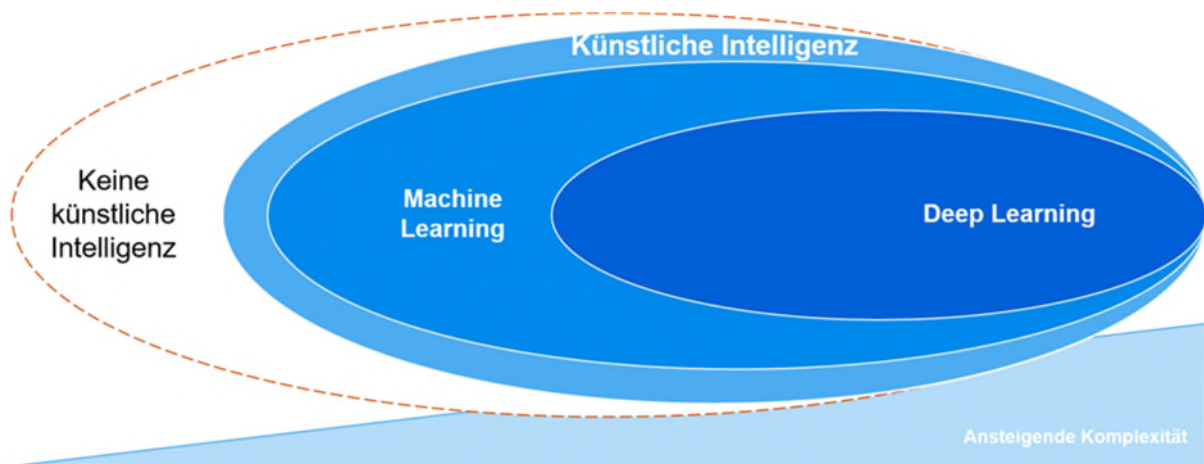 Künstliche Intelligenz
Keine
künstliche
Intelligenz
Machine
Learning
Deep Learning
Ansteigende Komplexität